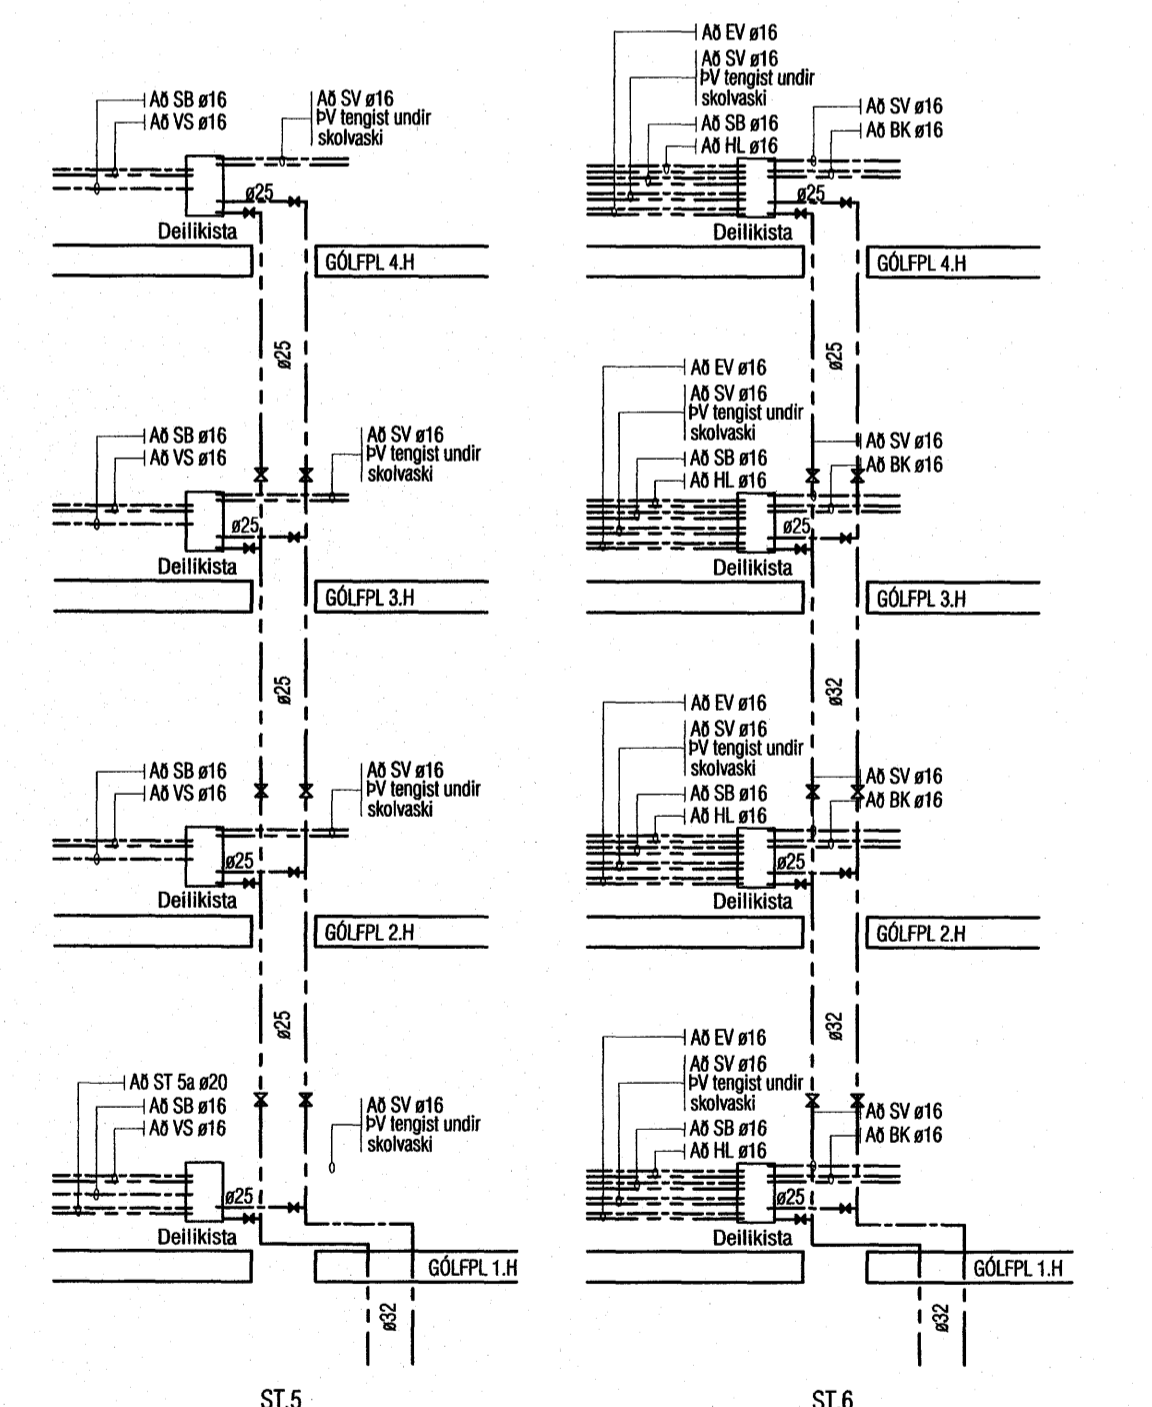 Að SB ø16
Að VS ø16
Að SV ø16
ÞV tengist undir
skolvaski
ø25
Deilikista
GÓLFPL 4.H
ø25
Að SB ø16
Að VS ø16
Að SV ø16
ÞV tengist undir
skolvaski
ø25
Deilikista
GÓLFPL 3.H
ø25
Að SB ø16
Að VS ø16
Að SV ø16
ÞV tengist undir
skolvaski
ø25
Deilikista
GÓLFPL 2.H
ø25
Að ST 5a ø20
Að SB ø16
Að VS ø16
Að SV ø16
ÞV tengist undir
skolvaski
ø25
Deilikista
GÓLFPL 1.H
ø32
ST.5
Að EV ø16
Að SV ø16
ÞV tengist undir
skolvaski
Að SB ø16
Að HL ø16
Að SV ø16
Að BK ø16
ø25
Deilikista
GÓLFPL 4.H
ø25
Að EV ø16
Að SV ø16
ÞV tengist undir
skolvaski
Að SB ø16
Að HL ø16
Að SV ø16
Að BK ø16
ø25
Deilikista
GÓLFPL 3.H
ø32
Að EV ø16
Að SV ø16
ÞV tengist undir
skolvaski
Að SB ø16
Að HL ø16
Að SV ø16
Að BK ø16
ø25
Deilikista
GÓLFPL 2.H
ø32
Að EV ø16
Að SV ø16
ÞV tengist undir
skolvaski
Að SB ø16
Að HL ø16
Að SV ø16
Að BK ø16
ø25
Deilikista
GÓLFPL 1.H
ø32
ST.6